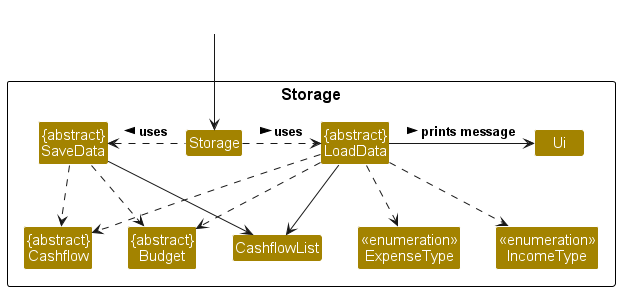 Storage
◄ uses
► uses
► prints message
{abstract}
SaveData
Storage
{abstract}
LoadData
Ui
{abstract}
Cashflow
{abstract}
Budget
CashflowList
«enumeration»
ExpenseType
«enumeration»
IncomeType